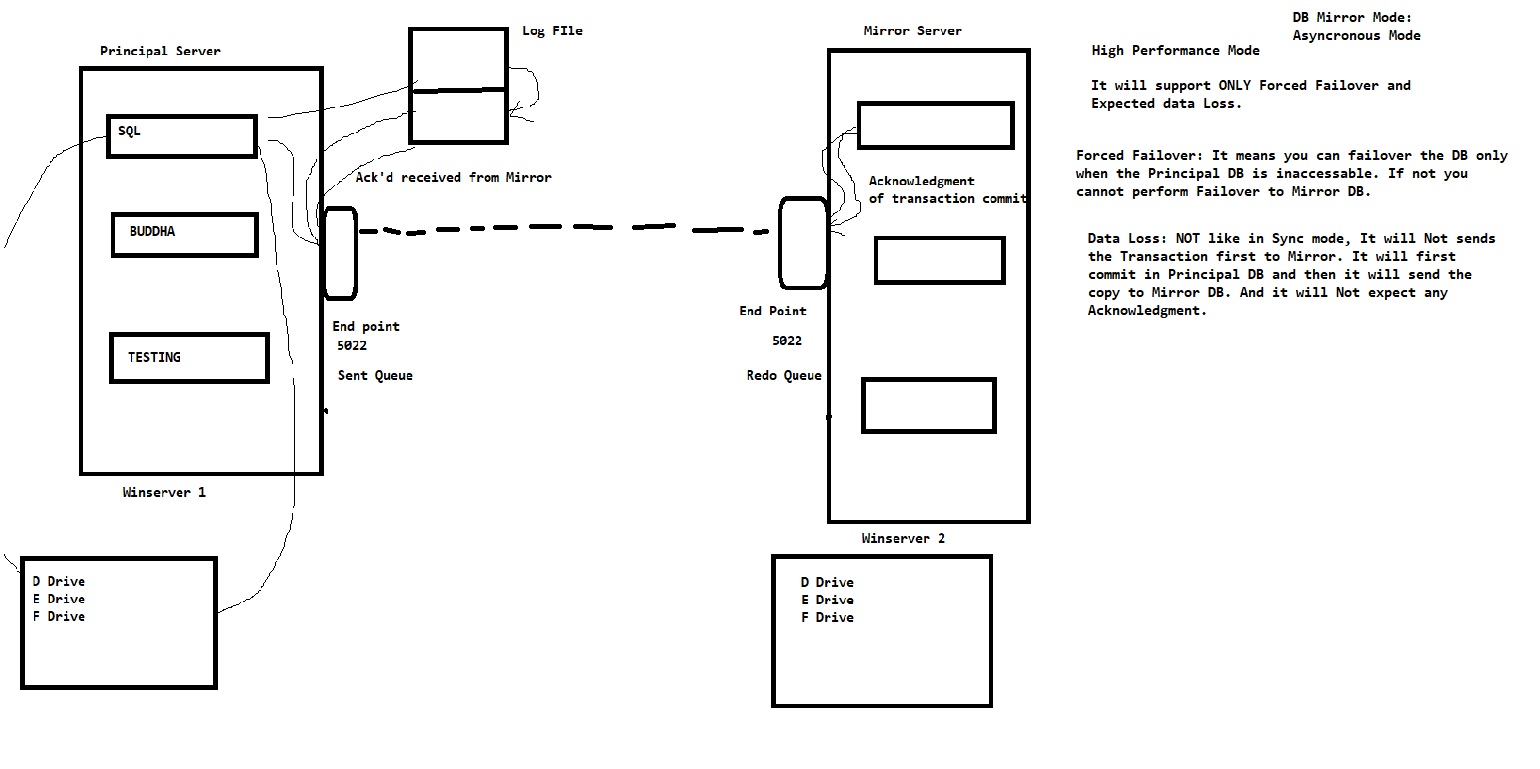 DB Mirror Mode:
Asyncronous Mode
Log FIle
Mirror Server
Principal Server
High Performance Mode
It will support ONLY Forced Failover and
Expected data Loss.
SQL
Forced Failover: It means you can failover the DB only
when the Principal DB is inaccessable. If not you
cannot perform Failover to Mirror DB.
Ack'd received from Mirror
Acknowledgment
of transaction commit
BUDDHA
Data Loss: NOT like in Sync mode, It will Not sends
the Transaction first to Mirror. It will first
commit in Principal DB and then it will send the
copy to Mirror DB. And it will Not expect any
Acknowledgment.
End point
5022
Sent Queue
End Point
5022
Redo Queue
TESTING
Winserver 1
Winserver 2
D Drive
E Drive
F Drive
D Drive
E Drive
F Drive